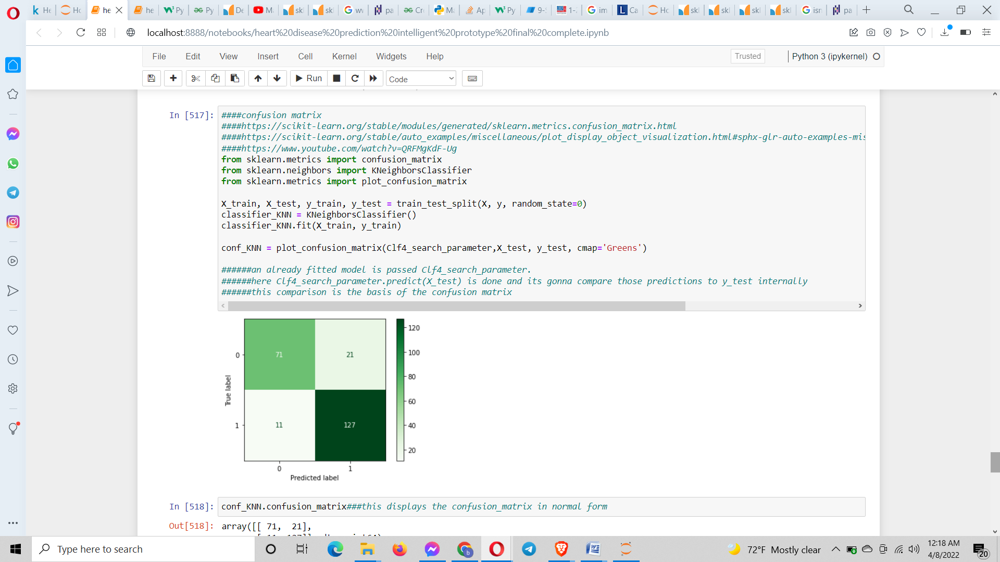 He
Ho
he
he
Py
Py
De
M
skl
skl
wv
pa
Cr
Ma
Ap
Py
9-
1-
im
Ca
Ho
skl
skl
skl
skl
isn
pa
localhost:8888/notebooks/heart%20disease%20prediction%20intelligent%20prototype%20final%20complete.ipynb
File Edit View Insert Cell Kernel Widgets Help
Trusted
Python 3 (ipykernel)
Run
Code
In [517]:
####confusion matrix
####https://scikit-learn.org/stable/modules/generated/sklearn.metrics.confusion_matrix.html
####https://scikit-learn.org/stable/auto_examples/miscellaneous/plot_display_object_visualization.html#sphx-glr-auto-examples-mis
####https://www.youtube.com/watch?v=QRFMgKdF-Ug
from sklearn.metrics import confusion_matrix
from sklearn.neighbors import KNeighborsClassifier
from sklearn.metrics import plot_confusion_matrix
X_train, X_test, y_train, y_test = train_test_split(X, y, random_state=0)
classifier_KNN = KNeighborsClassifier()
classifier_KNN.fit(X_train, y_train)
conf_KNN = plot_confusion_matrix(Clf4_search_parameter,X_test, y_test, cmap='Greens')
######an already fitted model is passed Clf4_search_parameter.
######here Clf4_search_parameter.predict(X_test) is done and its gonna compare those predictions to y_test internally
######this comparison is the basis of the confusion matrix
71 21
11 127
0
1
True label
0 1
Predicted label
120
100
80
60
40
20
In [518]:
conf_KNN.confusion_matrix###this displays the confusion_matrix in normal form
Out[518]:
array([[ 71, 21],
Type here to search
72°F Mostly clear
12:18 AM
4/8/2022
20